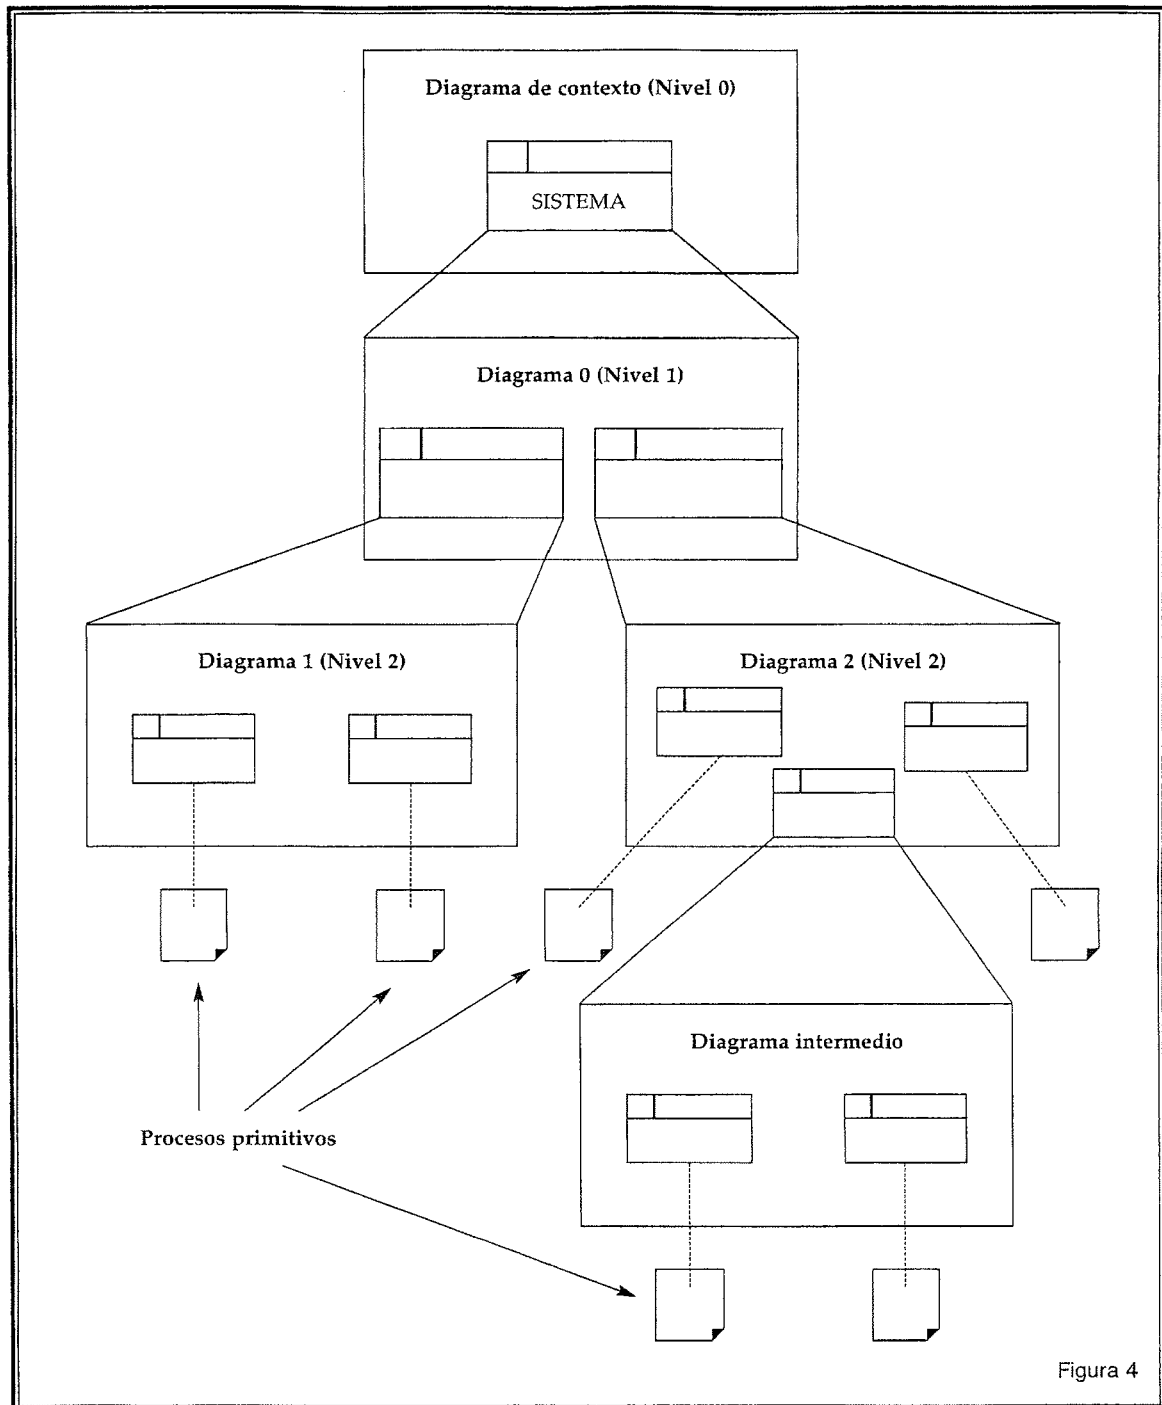 Diagrama de contexto (Nivel 0)
SISTEMA
Diagrama 0 (Nivel 1)
Diagrama 1 (Nivel 2)
Diagrama 2 (Nivel 2)
Diagrama intermedio
Procesos primitivos
Figura 4